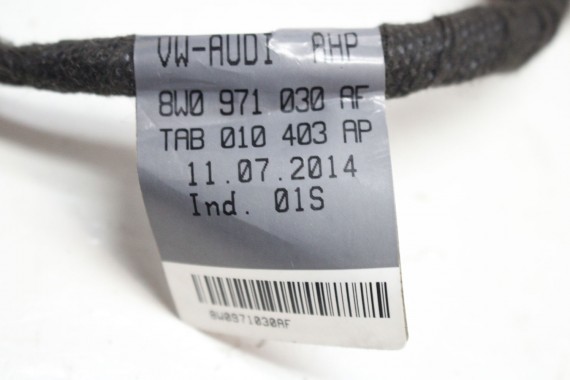 VW-AUDI AHP
8W0 971 030 AF
TAB 010 403 AP
11.07.2014
Ind. 01S
8W0971030AF